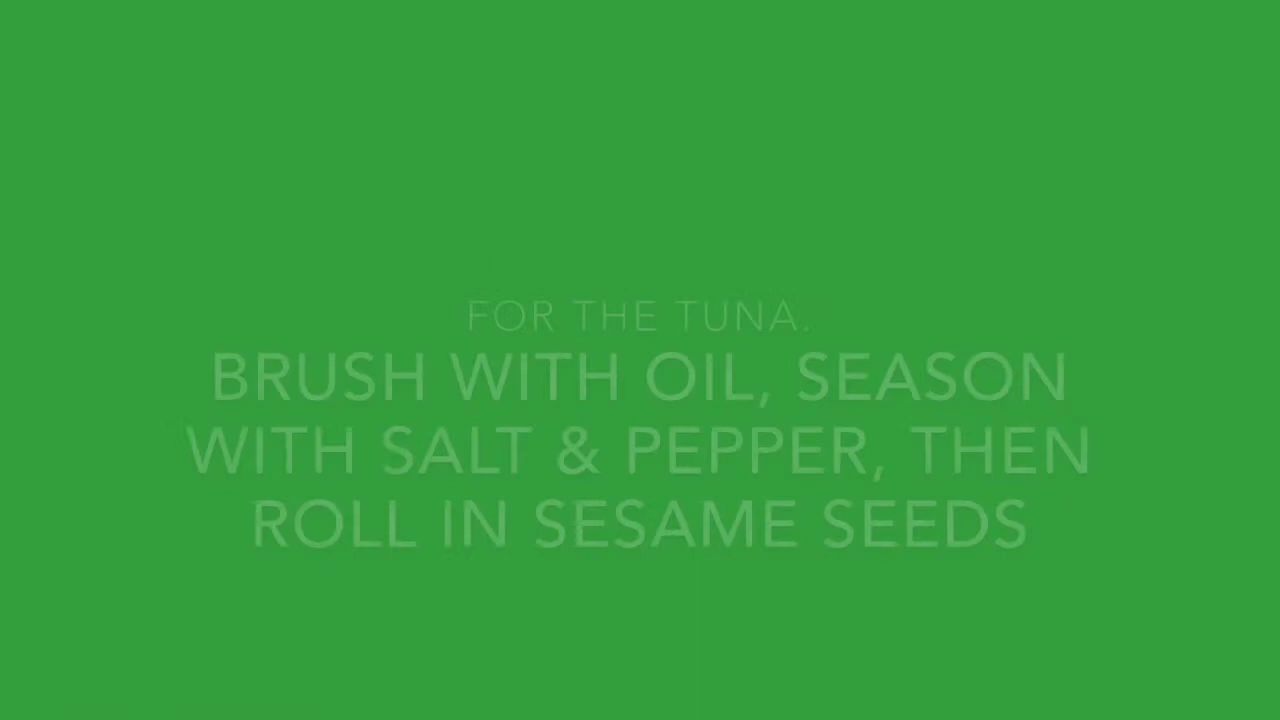 FOR THE TUNA.
BRUSH WITH OIL, SEASON
WITH SALT & PEPPER, THEN
ROLL IN SESAME SEEDS